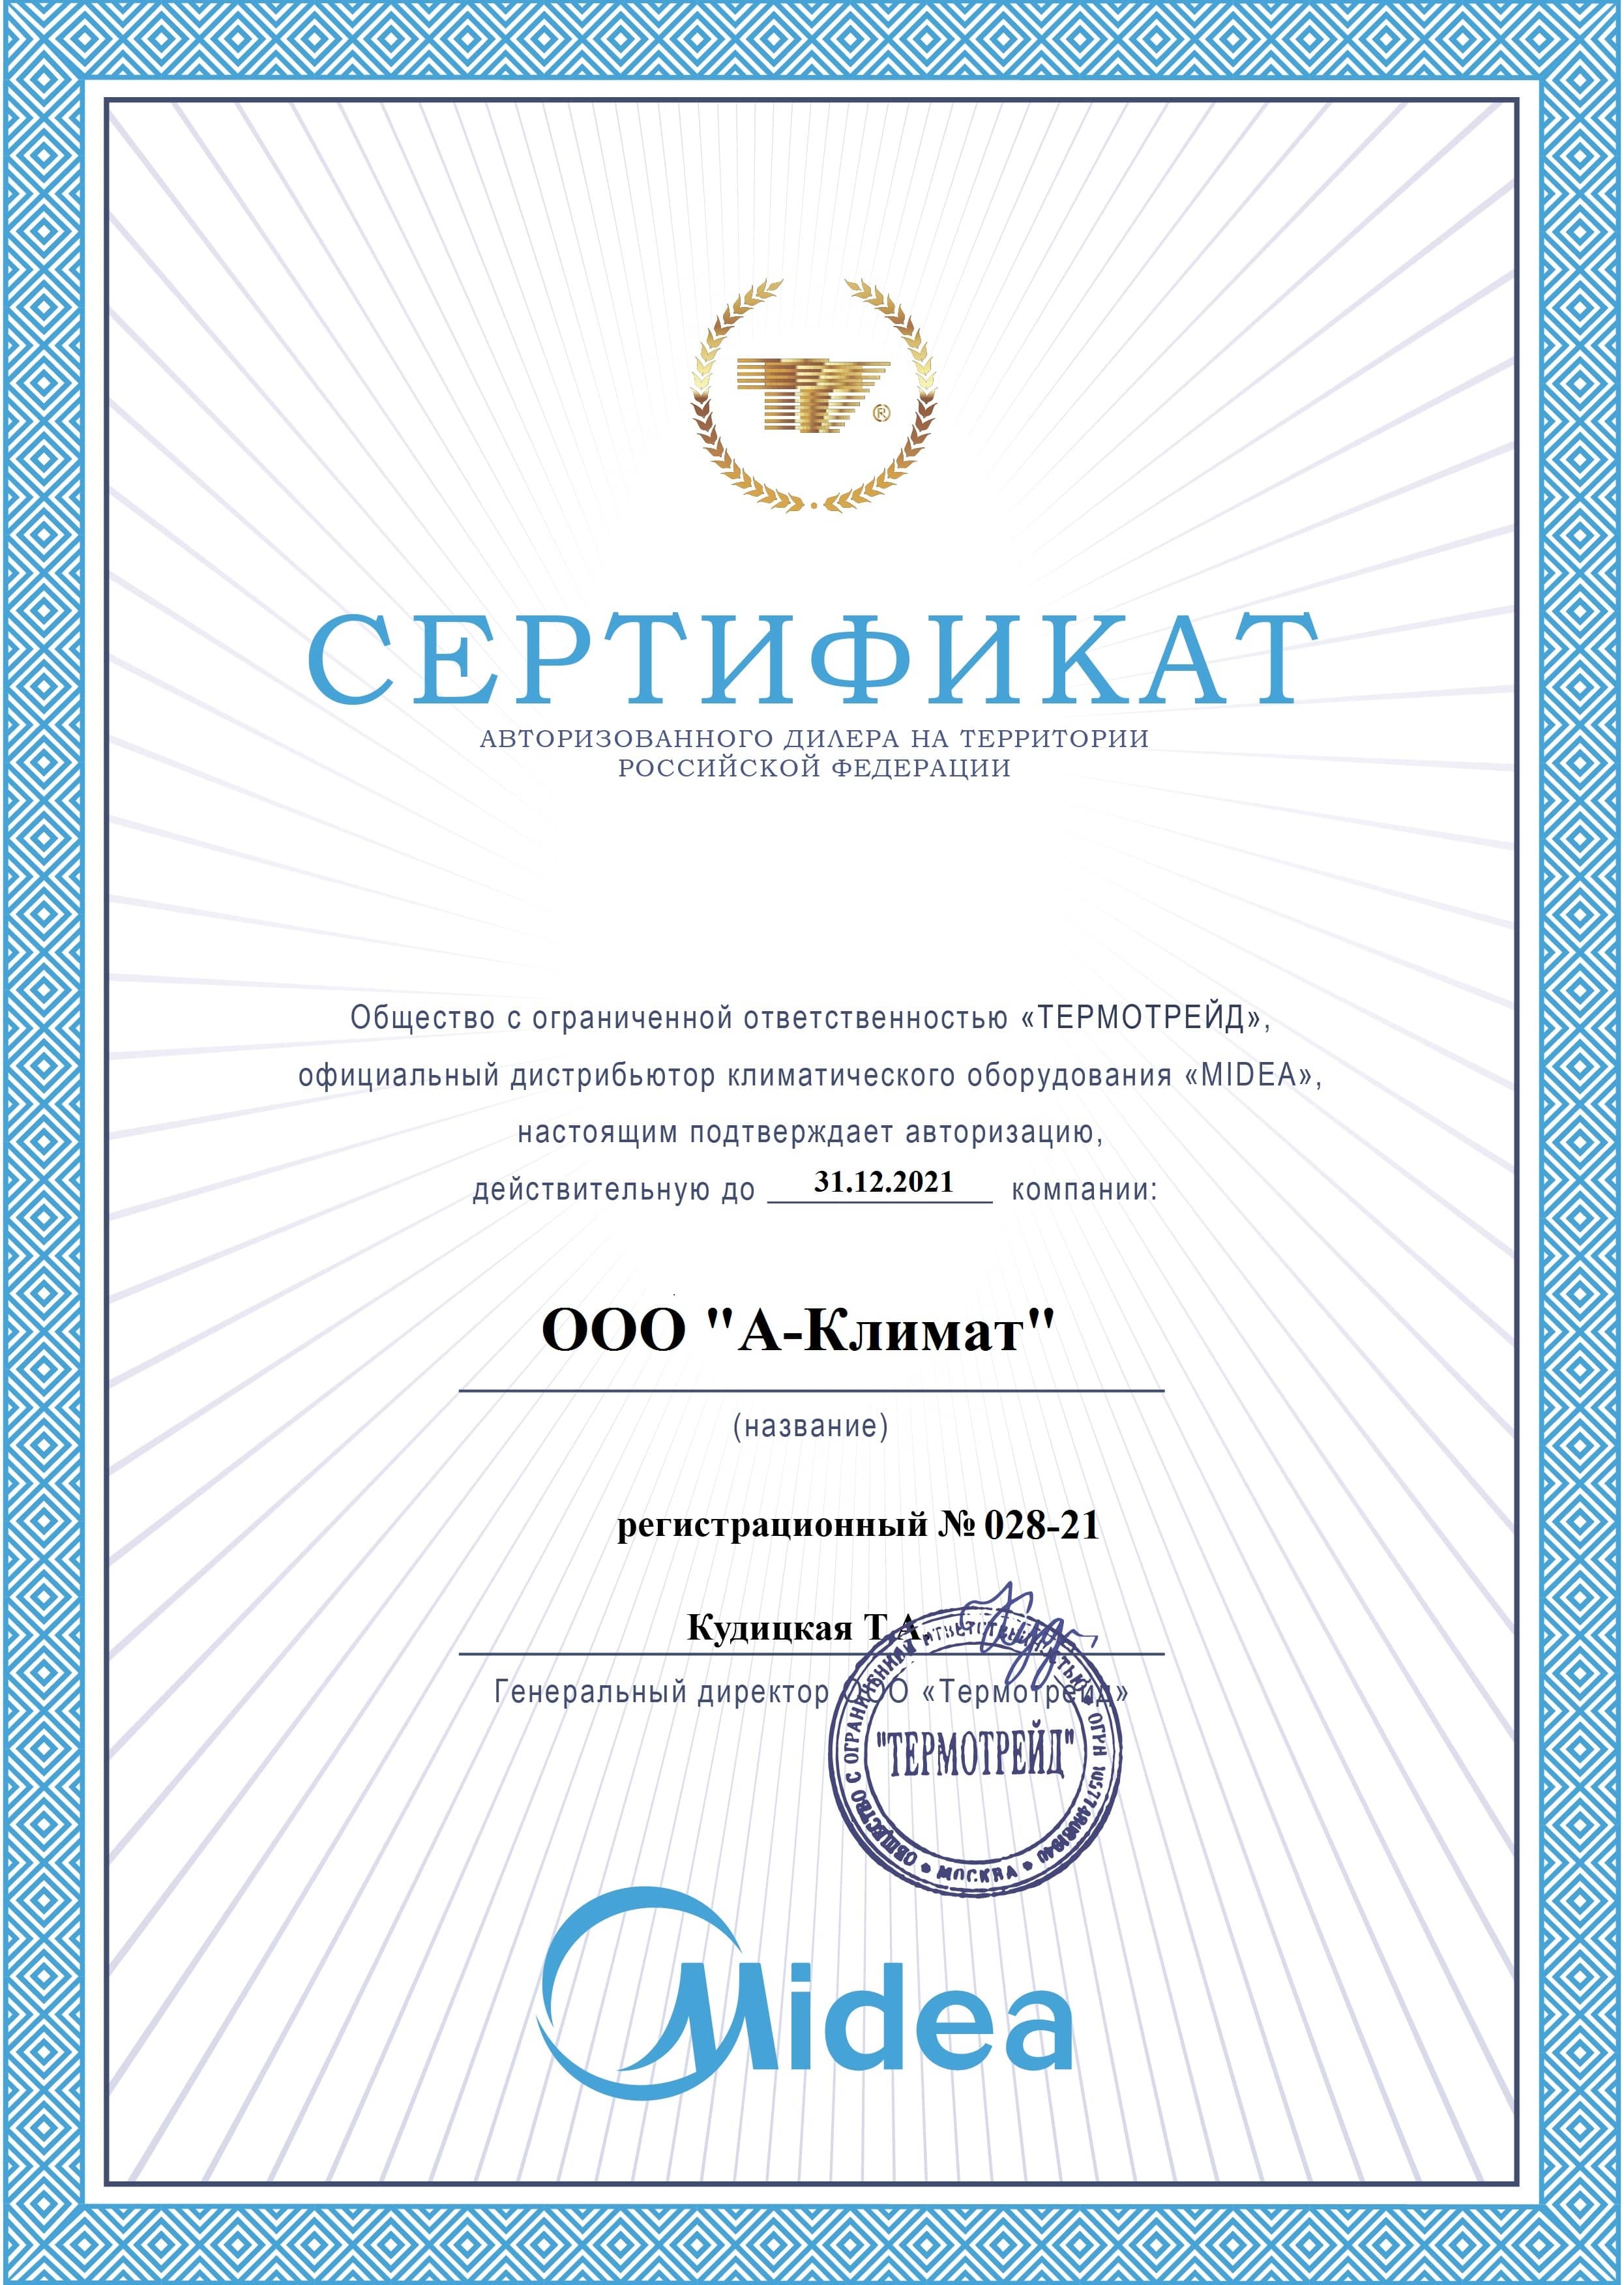 ®
СЕРТИФИКАТ
АВТОРИЗОВАННОГО ДИЛЕРА НА ТЕРРИТОРИИ
РОССИЙСКОЙ ФЕДЕРАЦИИ
Общество с ограниченной ответственностью «ТЕРМОТРЕЙД»,
официальный дистрибьютор климатического оборудования «MIDEA»,
настоящим подтверждает авторизацию,
действительную до 31.12.2021 компании:
ООО "А-Климат"
(название)
регистрационный № 028-21
Кудицкая Т.А.
Генеральный директор ООО «Термотрейд»
ОБЩЕСТВО С ОГРАНИЧЕННОЙ ОТВЕТСТВЕННОСТЬЮ • ОГРН
"ТЕРМОТРЕЙД"
• МОСКВА •
Midea